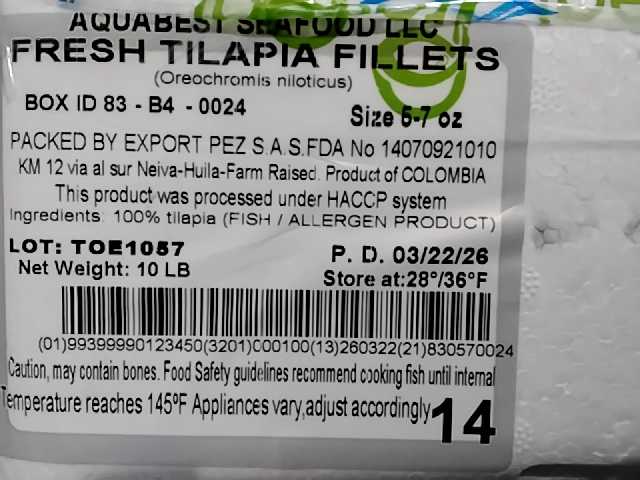 AQUABEST SEAFOOD LLC
FRESH TILAPIA FILLETS
(Oreochromis niloticus)
BOX ID 83 - B4 - 0024
Size 5-7 oz
PACKED BY EXPORT PEZ S.A.S.FDA No 14070921010
KM 12 via al sur Neiva-Huila-Farm Raised. Product of COLOMBIA
This product was processed under HACCP system
Ingredients: 100% tilapia (FISH / ALLERGEN PRODUCT)
LOT: TOE1057
P. D. 03/22/26
Net Weight: 10 LB
Store at:28°/36°F
(01)99399990123450(3201)000100(13)260322(21)830570024
Caution, may contain bones. Food Safety guidelines recommend cooking fish until internal
Temperature reaches 145°F Appliances vary,adjust accordingly
14